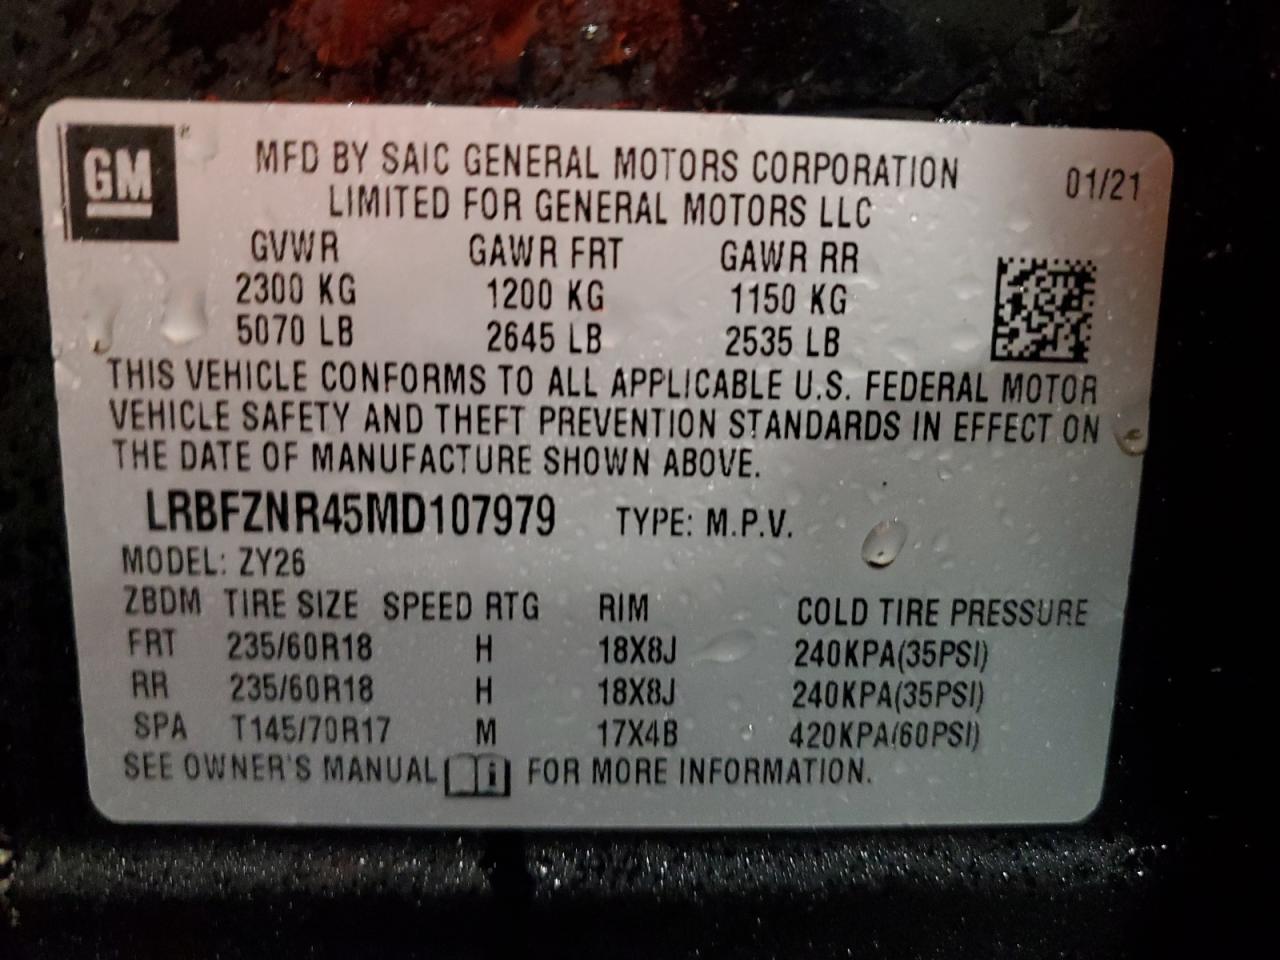 GM ®
MFD BY SAIC GENERAL MOTORS CORPORATION
LIMITED FOR GENERAL MOTORS LLC
01/21
GVWR GAWR FRT GAWR RR
2300 KG 1200 KG 1150 KG
5070 LB 2645 LB 2535 LB
THIS VEHICLE CONFORMS TO ALL APPLICABLE U.S. FEDERAL MOTOR
VEHICLE SAFETY AND THEFT PREVENTION STANDARDS IN EFFECT ON
THE DATE OF MANUFACTURE SHOWN ABOVE.
LRBFZNR45MD107979 TYPE: M.P.V.
MODEL: ZY26
ZBDM TIRE SIZE SPEED RTG RIM COLD TIRE PRESSURE
FRT 235/60R18 H 18X8J 240KPA(35PSI)
RR 235/60R18 H 18X8J 240KPA(35PSI)
SPA T145/70R17 M 17X4B 420KPA(60PSI)
SEE OWNER'S MANUAL i FOR MORE INFORMATION.